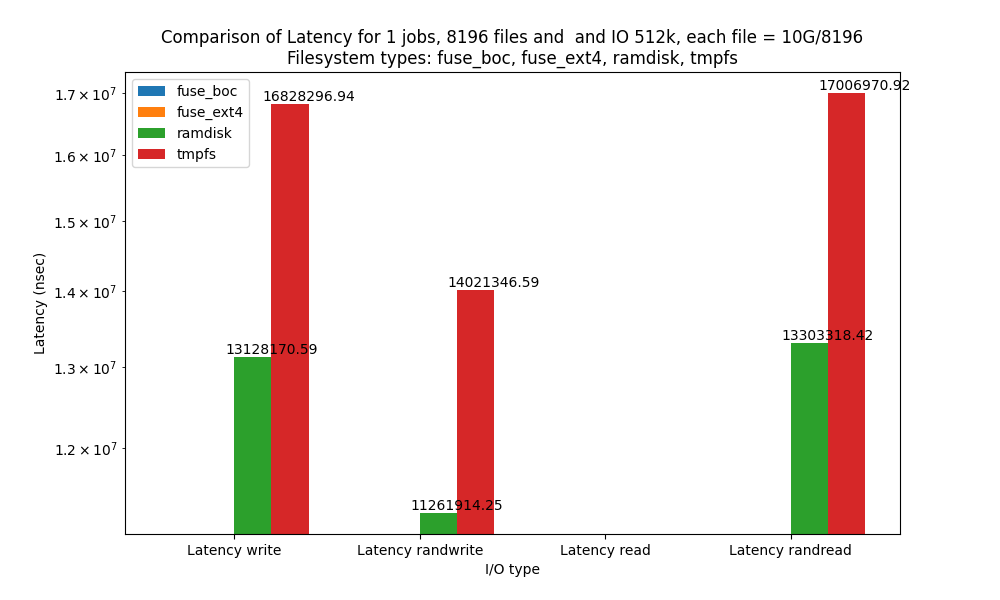 Comparison of Latency for 1 jobs, 8196 files and  and IO 512k, each file = 10G/8196
Filesystem types: fuse_boc, fuse_ext4, ramdisk, tmpfs
fuse_boc
fuse_ext4
ramdisk
tmpfs
16828296.94
17006970.92
14021346.59
13128170.59
13303318.42
11261914.25
1.7 × 10⁷
1.6 × 10⁷
1.5 × 10⁷
1.4 × 10⁷
1.3 × 10⁷
1.2 × 10⁷
Latency (nsec)
Latency write
Latency randwrite
Latency read
Latency randread
I/O type